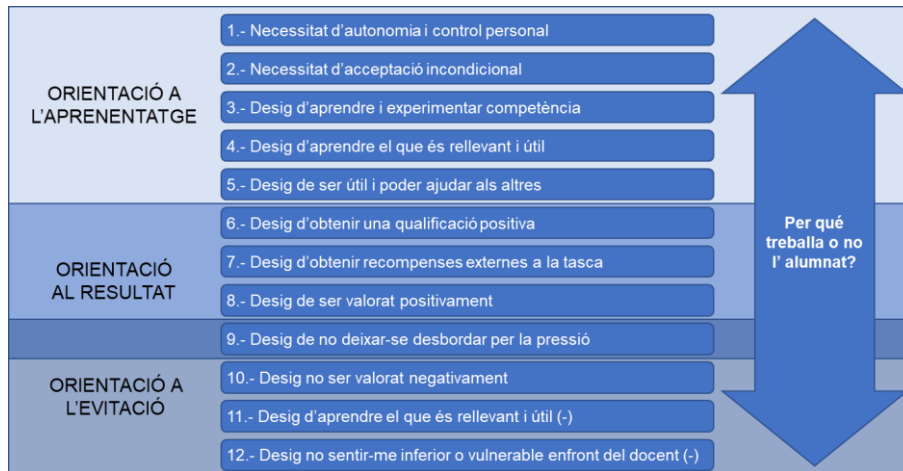 ORIENTACIÓ A
L'APRENENTATGE
1.- Necessitat d'autonomia i control personal
2.- Necessitat d'acceptació incondicional
3.- Desig d'aprendre i experimentar competència
4.- Desig d'aprendre el que és rellevant i útil
5.- Desig de ser útil i poder ajudar als altres
ORIENTACIÓ
AL RESULTAT
6.- Desig d'obtenir una qualificació positiva
7.- Desig d'obtenir recompenses externes a la tasca
8.- Desig de ser valorat positivament
9.- Desig de no deixar-se desbordar per la pressió
ORIENTACIÓ A
L'EVITACIÓ
10.- Desig no ser valorat negativament
11.- Desig d'aprendre el que és rellevant i útil (-)
12.- Desig no sentir-me inferior o vulnerable enfront del docent (-)
Per qué
treballa o no
l' alumnat?